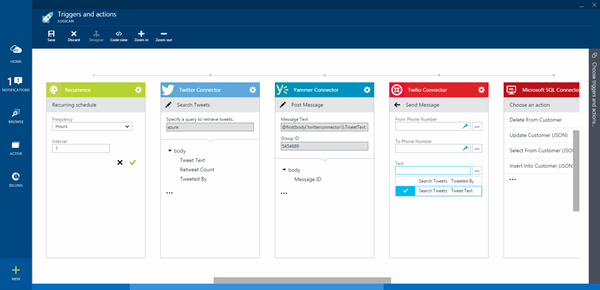 Triggers and actions
LOGICAN
Save
Discard
Designer
Code view
Zoom in
Zoom out
HOME
1
NOTIFICATIONS
BROWSE
ACTIVE
BILLING
NEW
Recurrence
Recurring schedule
Frequency
Hours
Interval
1
Twitter Connector
Search Tweets
Specify a query to retrieve tweets.
azure
body
Tweet Text
Retweet Count
Tweeted By
•••
Yammer Connector
Post Message
Message Text
@first(body('twitterconnector')).TweetText
Group ID
5454689
body
Message ID
•••
Twilio Connector
Send Message
From Phone Number
To Phone Number
Text
Search Tweets Tweeted By
Search Tweets Tweet Text
Microsoft SQL Connector
Choose an action
Delete From Customer
Update Customer (JSON)
Select From Customer (JSON)
Insert Into Customer (JSON)
•••
Choose triggers and actions...